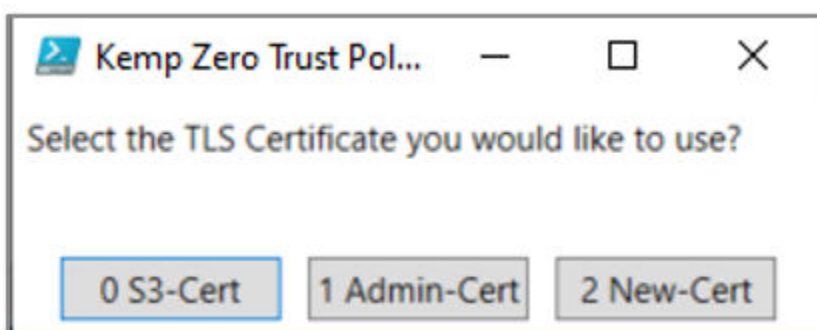 Kemp Zero Trust Pol...
Select the TLS Certificate you would like to use?
0 S3-Cert 1 Admin-Cert 2 New-Cert